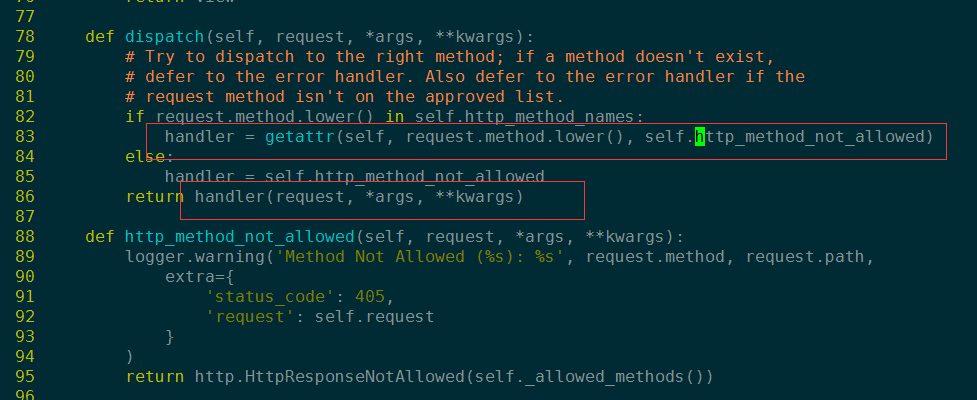 76             return view
77
78     def dispatch(self, request, *args, **kwargs):
79         # Try to dispatch to the right method; if a method doesn't exist,
80         # defer to the error handler. Also defer to the error handler if the
81         # request method isn't on the approved list.
82         if request.method.lower() in self.http_method_names:
83             handler = getattr(self, request.method.lower(), self.http_method_not_allowed)
84         else:
85             handler = self.http_method_not_allowed
86         return handler(request, *args, **kwargs)
87
88     def http_method_not_allowed(self, request, *args, **kwargs):
89         logger.warning('Method Not Allowed (%s): %s', request.method, request.path,
90                extra={
91                    'status_code': 405,
92                    'request': self.request
93                }
94         )
95         return http.HttpResponseNotAllowed(self._allowed_methods())
96